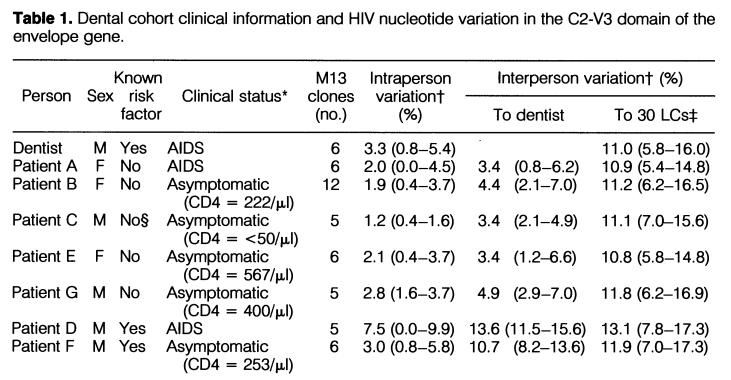 Table 1. Dental cohort clinical information and HIV nucleotide variation in the C2-V3 domain of the
envelope gene.
Known M13 Intraperson Interperson variation† (%)
Person Sex risk Clinical status* clones variation†
factor (no.) (%) To dentist To 30 LCs‡
Dentist M Yes AIDS 6 3.3 (0.8–5.4) 11.0 (5.8–16.0)
Patient A F No AIDS 6 2.0 (0.0–4.5) 3.4 (0.8–6.2) 10.9 (5.4–14.8)
Patient B F No Asymptomatic 12 1.9 (0.4–3.7) 4.4 (2.1–7.0) 11.2 (6.2–16.5)
(CD4 = 222/µl)
Patient C M No§ Asymptomatic 5 1.2 (0.4–1.6) 3.4 (2.1–4.9) 11.1 (7.0–15.6)
(CD4 = <50/µl)
Patient E F No Asymptomatic 6 2.1 (0.4–3.7) 3.4 (1.2–6.6) 10.8 (5.8–14.8)
(CD4 = 567/µl)
Patient G M No Asymptomatic 5 2.8 (1.6–3.7) 4.9 (2.9–7.0) 11.8 (6.2–16.9)
(CD4 = 400/µl)
Patient D M Yes AIDS 5 7.5 (0.0–9.9) 13.6 (11.5–15.6) 13.1 (7.8–17.3)
Patient F M Yes Asymptomatic 6 3.0 (0.8–5.8) 10.7 (8.2–13.6) 11.9 (7.0–17.3)
(CD4 = 253/µl)